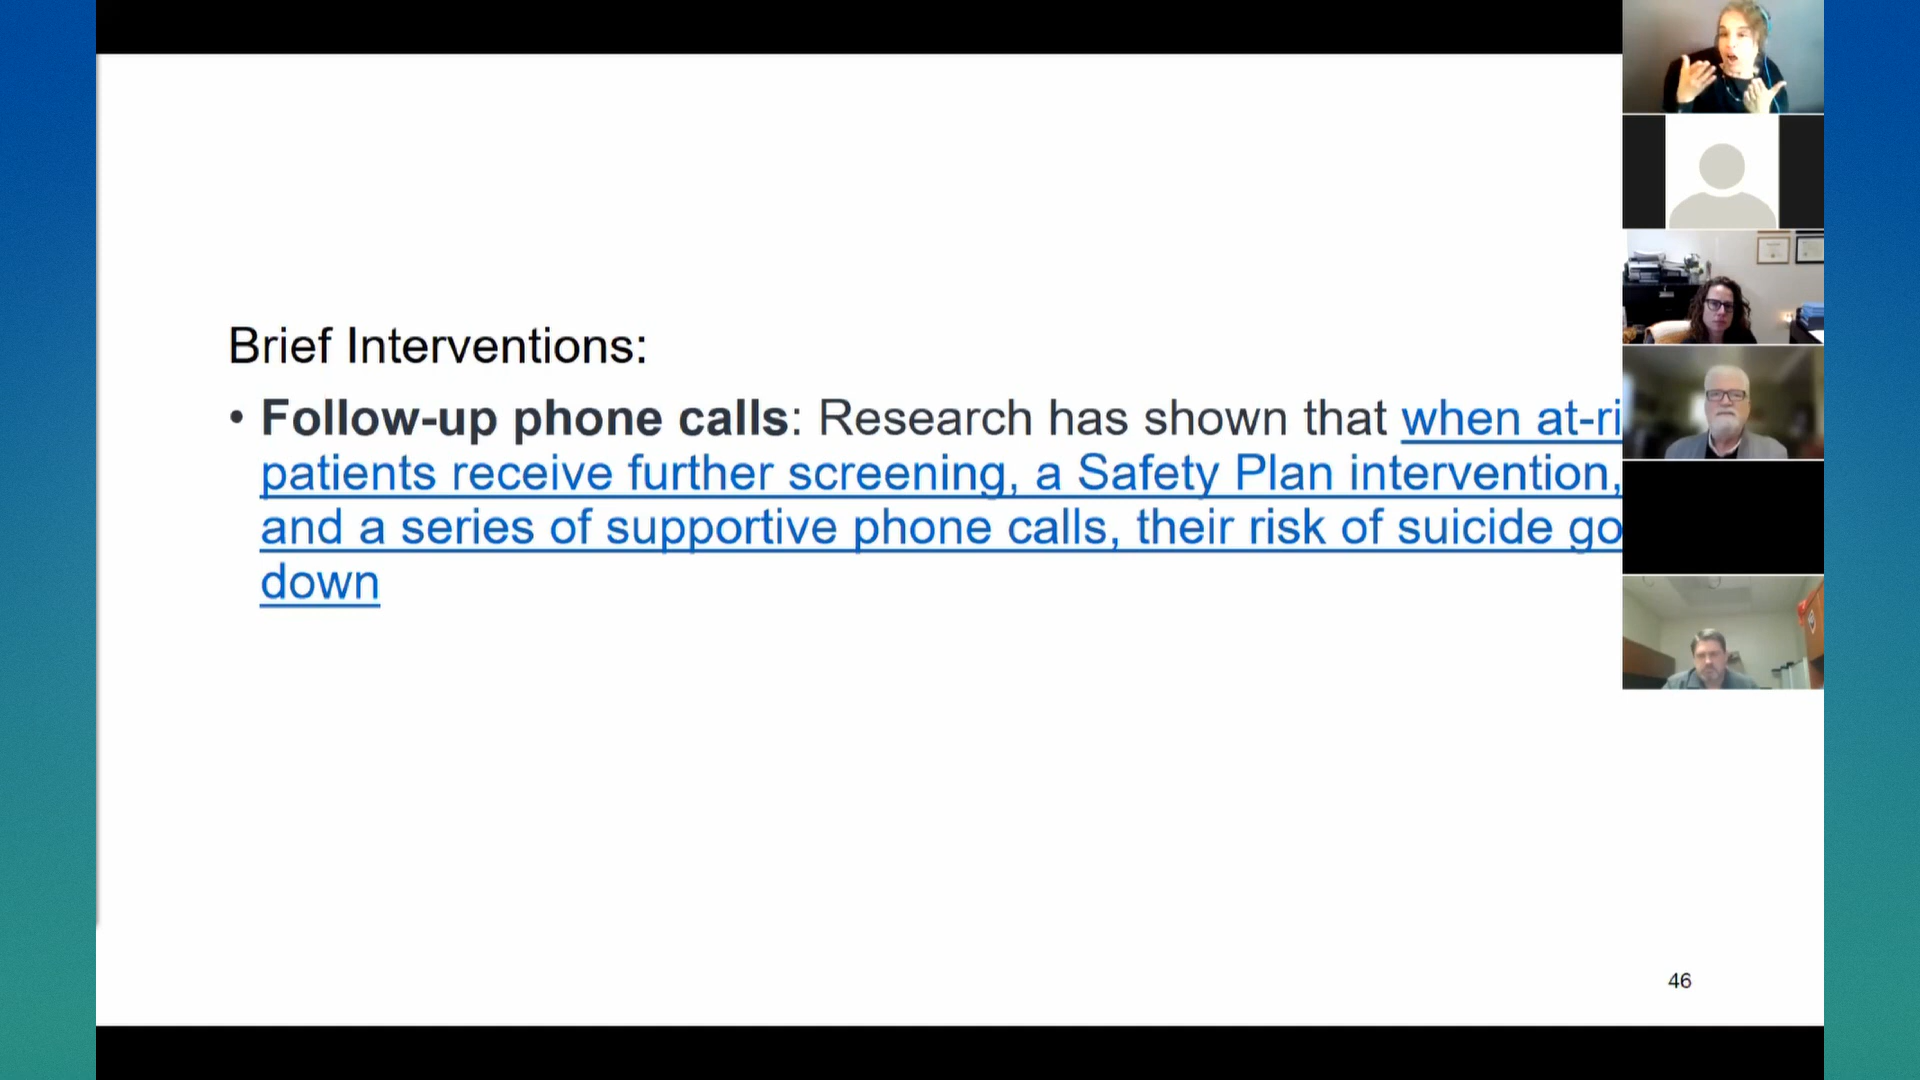 Brief Interventions:
• Follow-up phone calls: Research has shown that when at-ri
patients receive further screening, a Safety Plan intervention,
and a series of supportive phone calls, their risk of suicide go
down
46